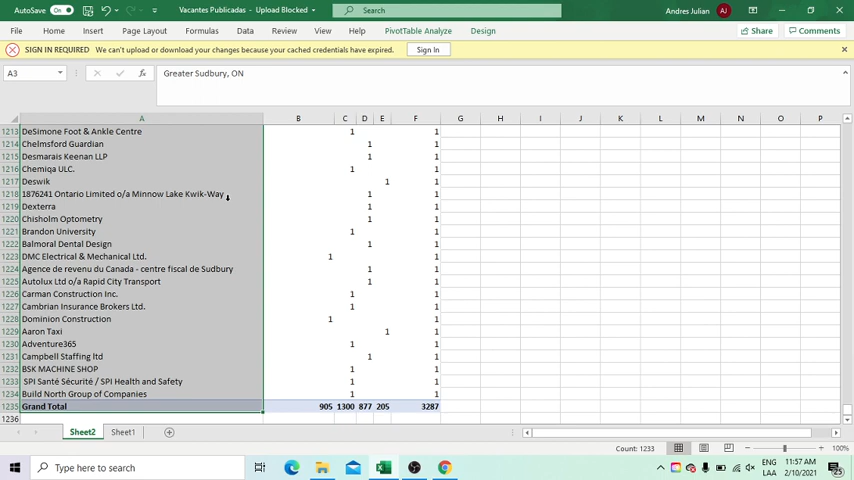 AutoSave On Vacantes Publicadas - Upload Blocked Search Andres Julian AJ
File Home Insert Page Layout Formulas Data Review View Help PivotTable Analyze Design Share Comments
SIGN IN REQUIRED We can't upload or download your changes because your cached credentials have expired. Sign In
A3 fx Greater Sudbury, ON
A B C D E F G H I J K L M N O P
1213 DeSimone Foot & Ankle Centre 1 1
1214 Chelmsford Guardian 1 1
1215 Desmarais Keenan LLP 1 1
1216 Chemiqa ULC. 1 1
1217 Deswik 1 1
1218 1876241 Ontario Limited o/a Minnow Lake Kwik-Way 1 1
1219 Dexterra 1 1
1220 Chisholm Optometry 1 1
1221 Brandon University 1 1
1222 Balmoral Dental Design 1 1
1223 DMC Electrical & Mechanical Ltd. 1 1
1224 Agence de revenu du Canada - centre fiscal de Sudbury 1 1
1225 Autolux Ltd o/a Rapid City Transport 1 1
1226 Carman Construction Inc. 1 1
1227 Cambrian Insurance Brokers Ltd. 1 1
1228 Dominion Construction 1 1
1229 Aaron Taxi 1 1
1230 Adventure365 1 1
1231 Campbell Staffing ltd 1 1
1232 BSK MACHINE SHOP 1 1
1233 SPI Santé Sécurité / SPI Health and Safety 1 1
1234 Build North Group of Companies 1 1
1235 Grand Total 905 1300 877 205 3287
1236
Sheet2 Sheet1
Count: 1233 100%
Type here to search ENG LAA 11:57 AM 2/10/2021 25